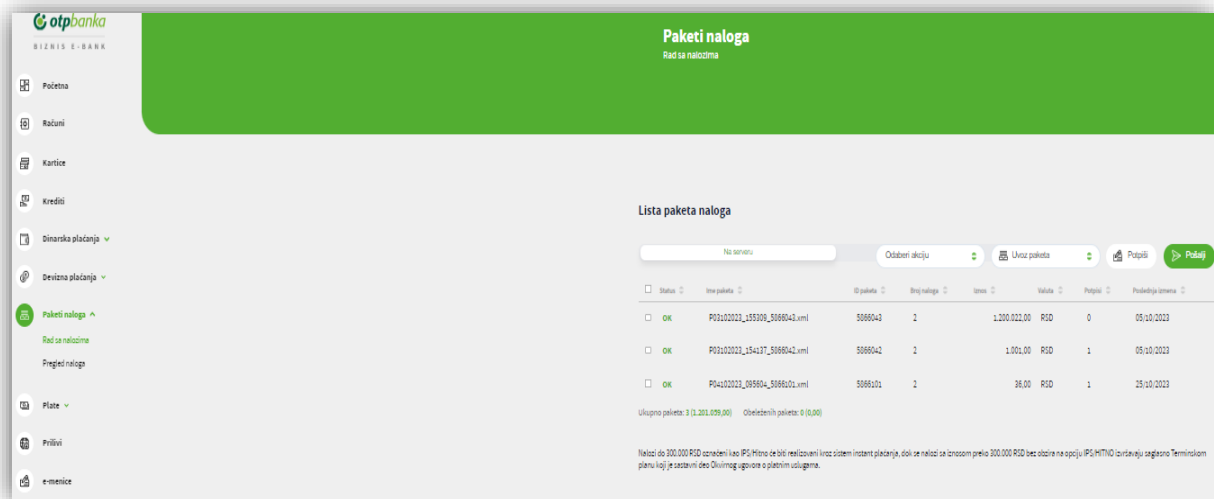 otpbanka
BIZNIS E-BANK
Početna
Računi
Kartice
Krediti
Dinarska plaćanja
Devizna plaćanja
Paketi naloga
Rad sa nalozima
Pregled naloga
Plate
Prilivi
e-menice
Paketi naloga
Rad sa nalozima
Lista paketa naloga
Na serveru Odaberi akciju Uvoz paketa Potpiši Pošalji
Status Ime paketa ID paketa Broj naloga Iznos Valuta Potpisi Poslednja izmena
OK P03102023_155309_5866043.xml 5866043 2 1.200.022,00 RSD 0 05/10/2023
OK P03102023_154137_5866042.xml 5866042 2 1.001,00 RSD 1 05/10/2023
OK P04102023_095604_5866101.xml 5866101 2 36,00 RSD 1 25/10/2023
Ukupno paketa: 3 (1.201.059,00) Obeleženih paketa: 0 (0,00)
Nalozi do 300.000 RSD označeni kao IPS/Hitno će biti realizovani kroz sistem instant plaćanja, dok se nalozi sa iznosom preko 300.000 RSD bez obzira na opciju IPS/HITNO izvršavaju saglasno Terminskom
planu koji je sastavni deo Okvirnog ugovora o platnim uslugama.